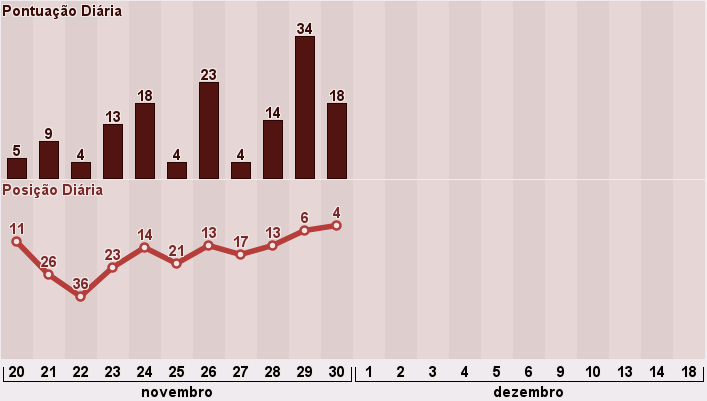 Pontuação Diária
5 9 4 13 18 4 23 4 14 34 18
Posição Diária
11 26 36 23 14 21 13 17 13 6 4
20 21 22 23 24 25 26 27 28 29 30 1 2 3 4 5 6 9 10 13 14 18
novembro dezembro